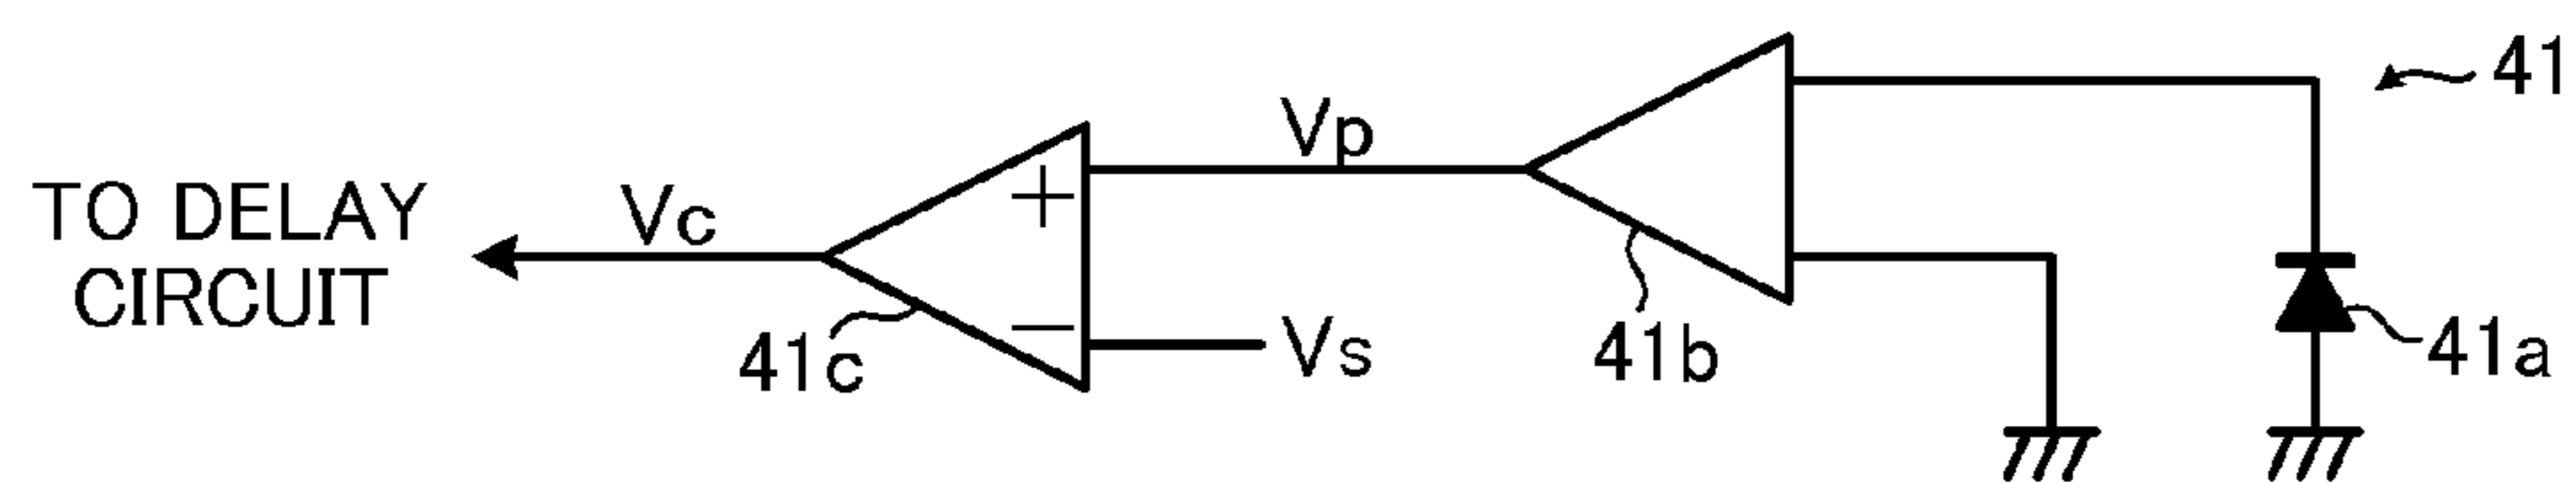 41
Vp
TO DELAY
CIRCUIT
Vc
+
−
Vs
41c
41b
41a